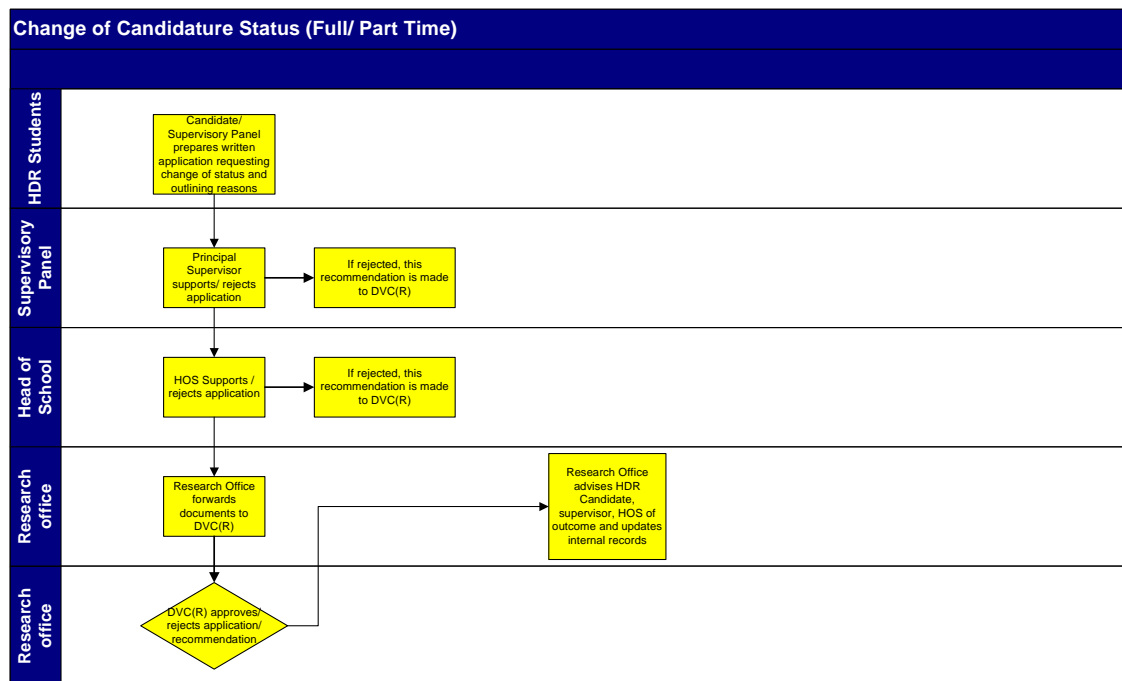 Change of Candidature Status (Full/ Part Time)
HDR Students
Candidate/
Supervisory Panel
prepares written
application requesting
change of status and
outlining reasons
Supervisory
Panel
Principal
Supervisor
supports/ rejects
application
If rejected, this
recommendation is made
to DVC(R)
Head of
School
HOS Supports /
rejects application
If rejected, this
recommendation is made
to DVC(R)
Research
office
Research Office
forwards
documents to
DVC(R)
Research Office
advises HDR
Candidate,
supervisor, HOS of
outcome and updates
internal records
Research
office
DVC(R) approves/
rejects application/
recommendation